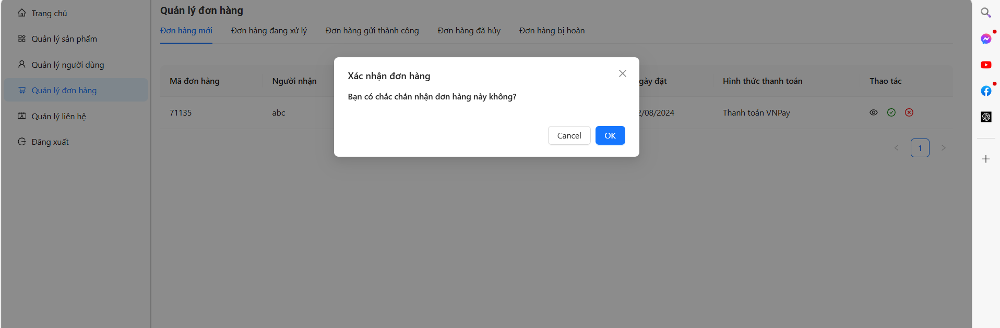 Trang chủ
Quản lý sản phẩm
Quản lý người dùng
Quản lý đơn hàng
Quản lý liên hệ
Đăng xuất
Quản lý đơn hàng
Đơn hàng mới Đơn hàng đang xử lý Đơn hàng gửi thành công Đơn hàng đã hủy Đơn hàng bị hoàn
Mã đơn hàng Người nhận gày đặt Hình thức thanh toán Thao tác
71135 abc 2/08/2024 Thanh toán VNPay
1
Xác nhận đơn hàng
Bạn có chắc chắn nhận đơn hàng này không?
Cancel OK